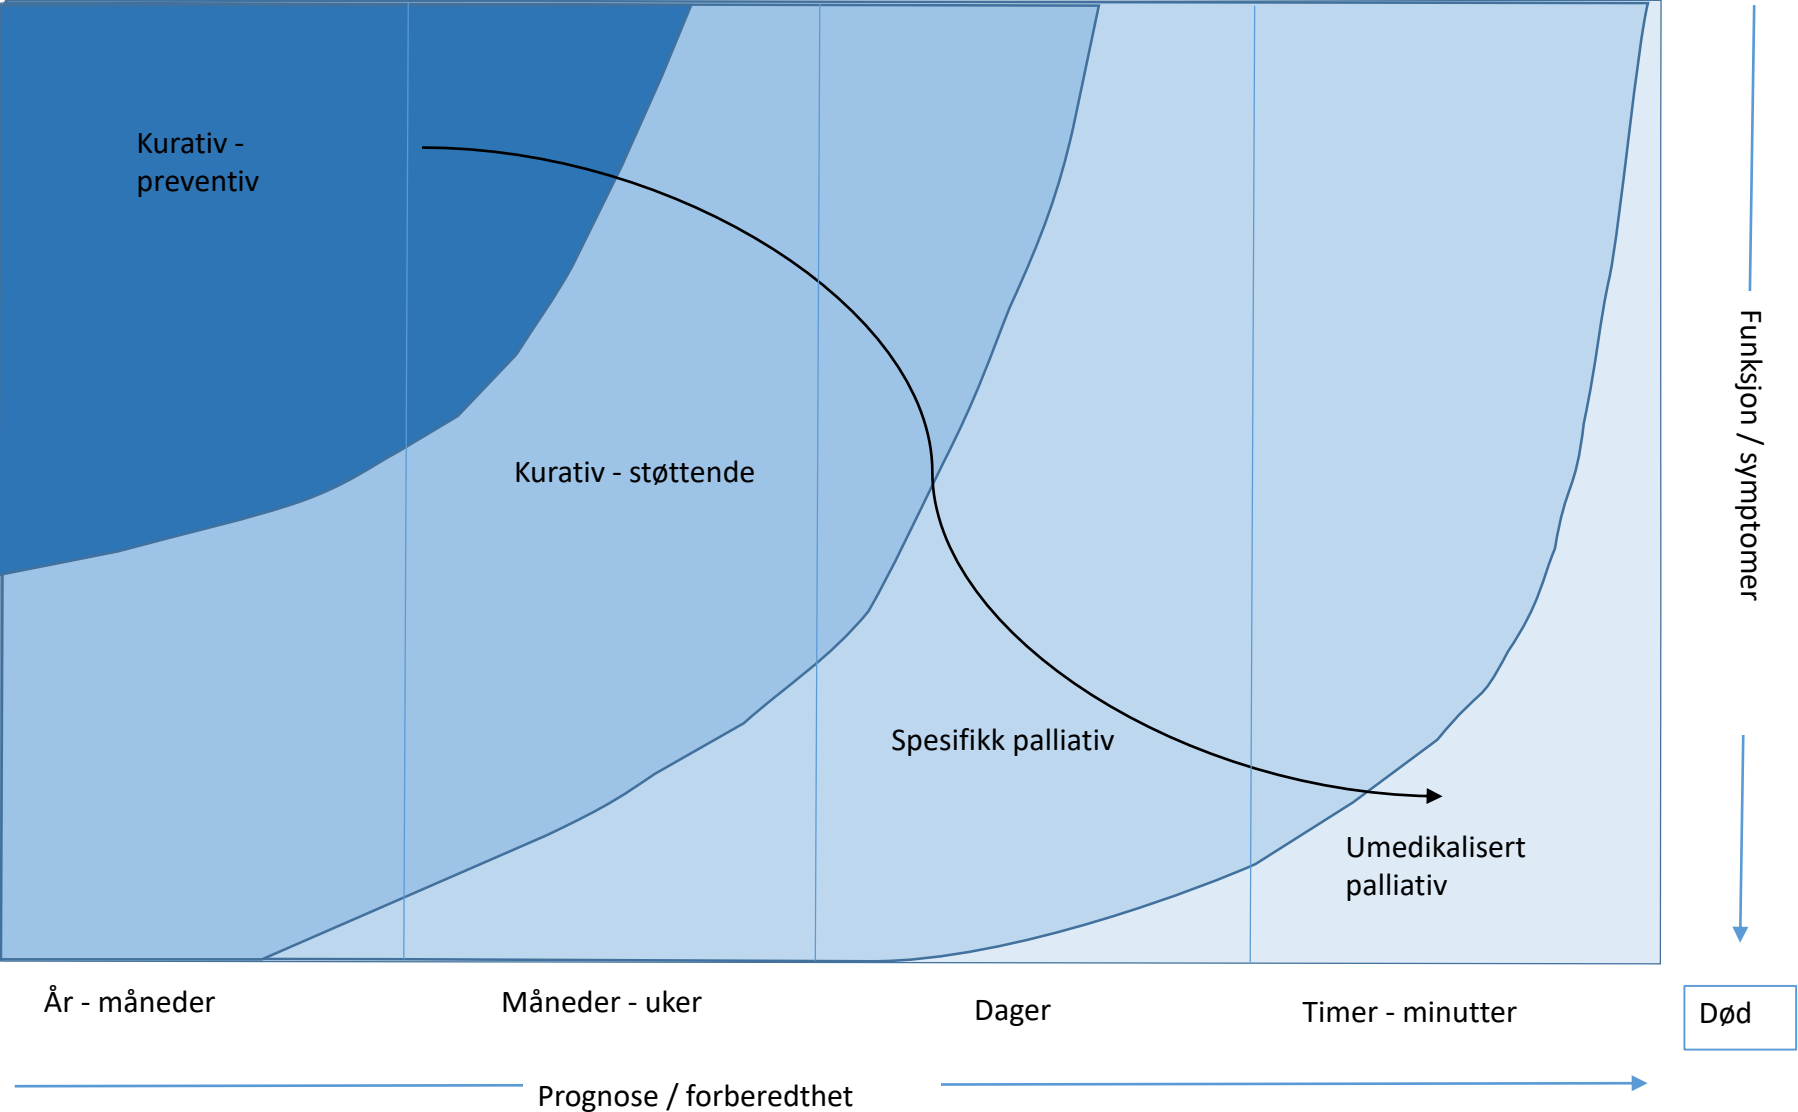 Kurativ -
preventiv
Kurativ - støttende
Spesifikk palliativ
Umedikalisert
palliativ
Funksjon / symptomer
År - måneder
Måneder - uker
Dager
Timer - minutter
Død
Prognose / forberedthet